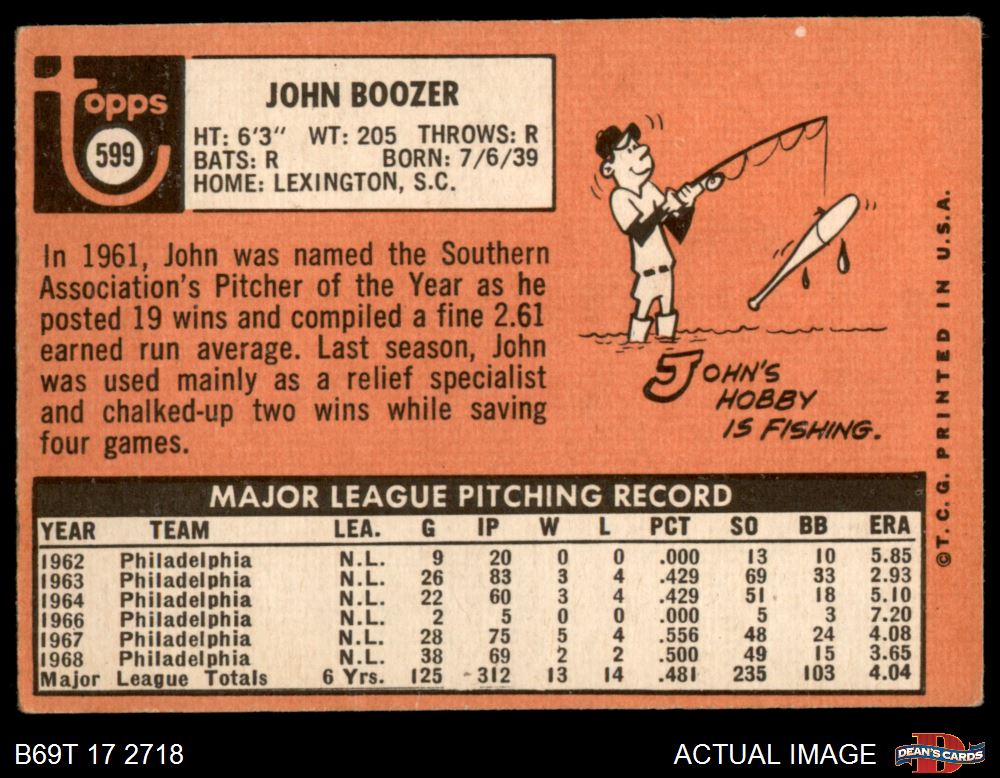 Topps
599
JOHN BOOZER
HT: 6'3" WT: 205 THROWS: R
BATS: R BORN: 7/6/39
HOME: LEXINGTON, S.C.
In 1961, John was named the Southern
Association's Pitcher of the Year as he
posted 19 wins and compiled a fine 2.61
earned run average. Last season, John
was used mainly as a relief specialist
and chalked-up two wins while saving
four games.
JOHN'S
HOBBY
IS FISHING.
©T.C.G. PRINTED IN U.S.A.
MAJOR LEAGUE PITCHING RECORD
YEAR TEAM LEA. G IP W L PCT SO BB ERA
1962 Philadelphia N.L. 9 20 0 0 .000 13 10 5.85
1963 Philadelphia N.L. 26 83 3 4 .429 69 33 2.93
1964 Philadelphia N.L. 22 60 3 4 .429 51 18 5.10
1966 Philadelphia N.L. 2 5 0 0 .000 5 3 7.20
1967 Philadelphia N.L. 28 75 5 4 .556 48 24 4.08
1968 Philadelphia N.L. 38 69 2 2 .500 49 15 3.65
Major League Totals 6 Yrs. 125 312 13 14 .481 235 103 4.04
B69T 17 2718
ACTUAL IMAGE
DEAN'S CARDS